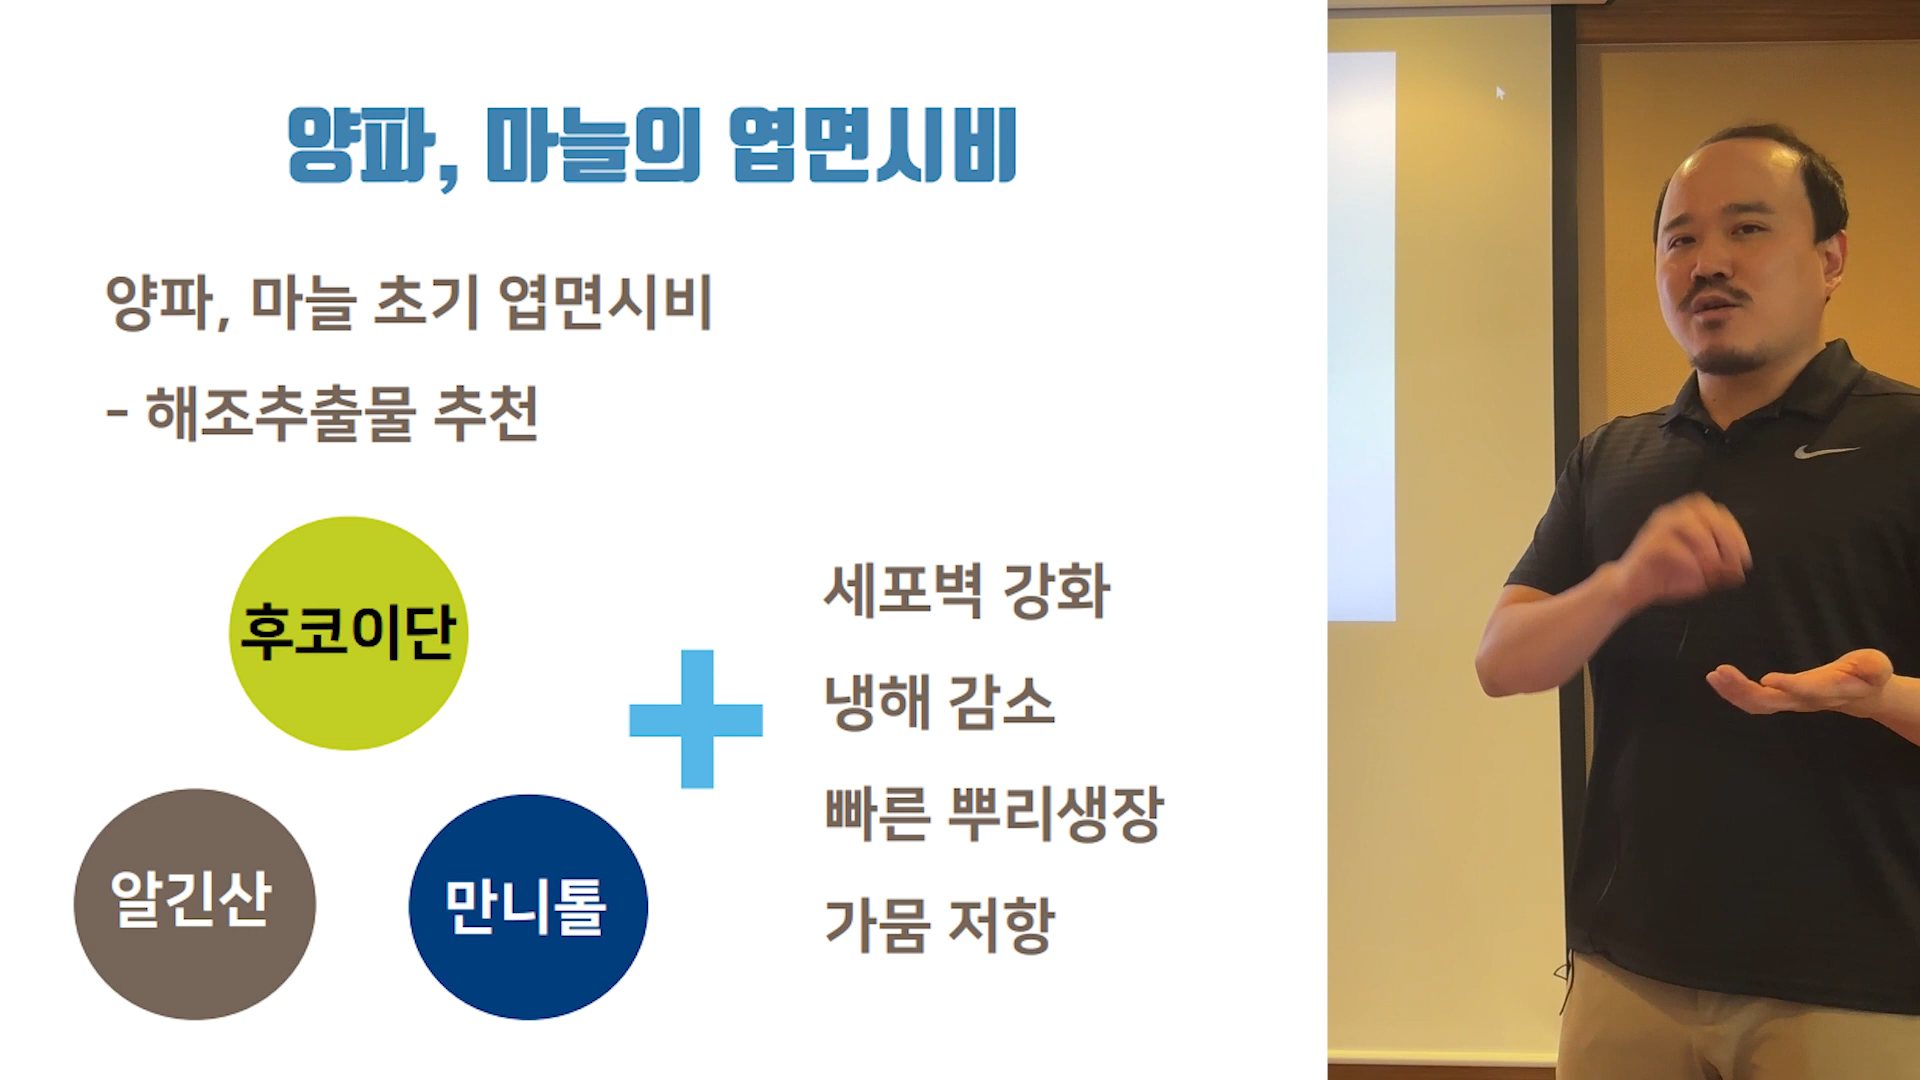 양파, 마늘의 엽면시비
양파, 마늘 초기 엽면시비
- 해조추출물 추천
후코이단
알긴산
만니톨
세포벽 강화
냉해 감소
빠른 뿌리생장
가뭄 저항